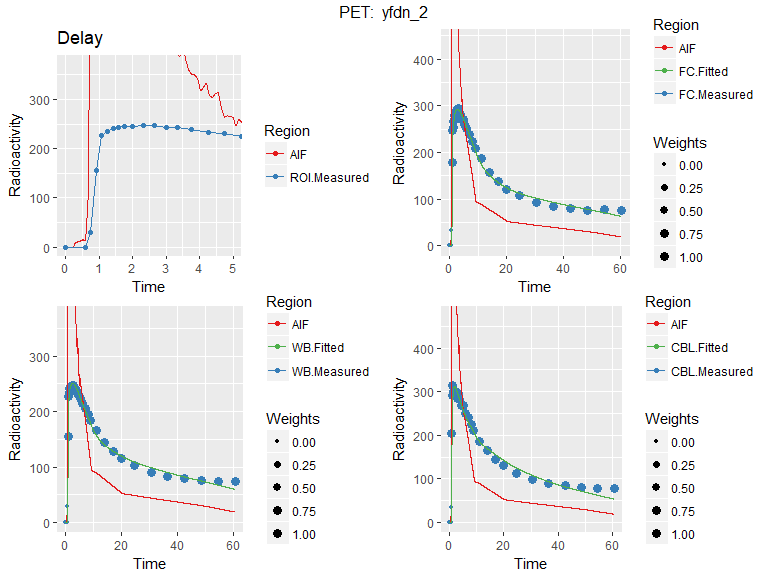 PET: yfdn_2
Delay
Radioactivity
300
200
100
0
0
1
2
3
4
5
Time
Region
AIF
ROI.Measured
Radioactivity
400
300
200
100
0
0
20
40
60
Time
Region
AIF
FC.Fitted
FC.Measured
Weights
0.00
0.25
0.50
0.75
1.00
Radioactivity
300
200
100
0
0
20
40
60
Time
Region
AIF
WB.Fitted
WB.Measured
Weights
0.00
0.25
0.50
0.75
1.00
Radioactivity
400
300
200
100
0
0
20
40
60
Time
Region
AIF
CBL.Fitted
CBL.Measured
Weights
0.00
0.25
0.50
0.75
1.00